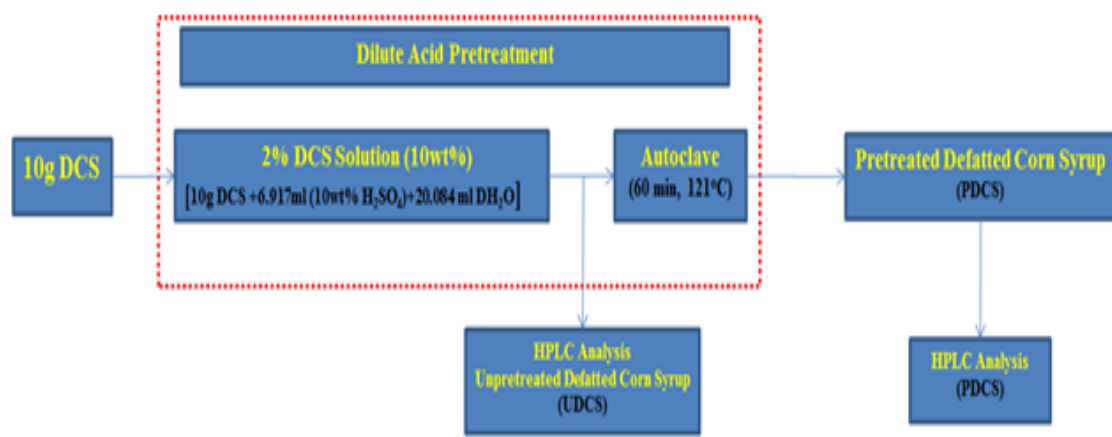 Dilute Acid Pretreatment
10g DCS
2% DCS Solution (10wt%)
[10g DCS +6.917ml (10wt% H₂SO₄)+20.084 ml DH₂O]
Autoclave
(60 min, 121⁰C)
Pretreated Defatted Corn Syrup
(PDCS)
HPLC Analysis
Unpretreated Defatted Corn Syrup
(UDCS)
HPLC Analysis
(PDCS)